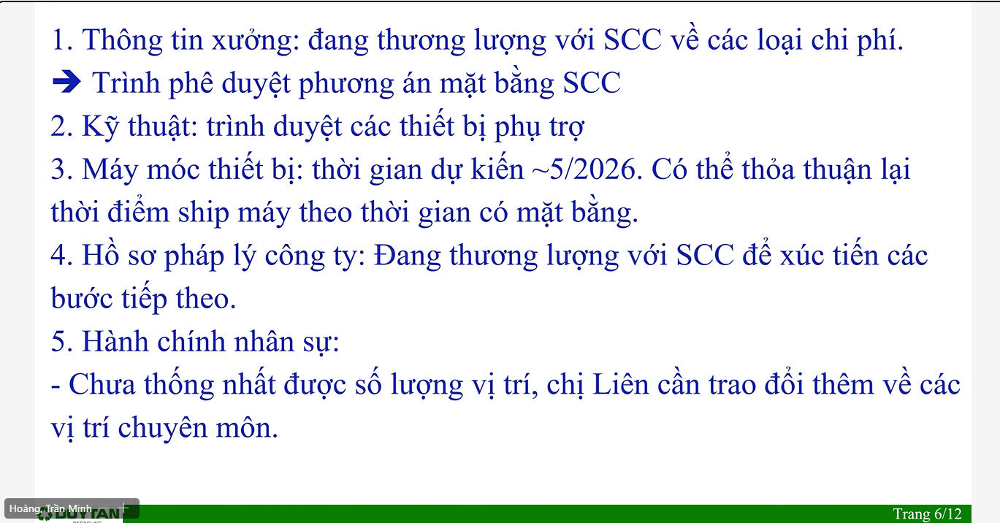 1. Thông tin xưởng: đang thương lượng với SCC về các loại chi phí.
➔ Trình phê duyệt phương án mặt bằng SCC
2. Kỹ thuật: trình duyệt các thiết bị phụ trợ
3. Máy móc thiết bị: thời gian dự kiến ~5/2026. Có thể thỏa thuận lại
thời điểm ship máy theo thời gian có mặt bằng.
4. Hồ sơ pháp lý công ty: Đang thương lượng với SCC để xúc tiến các
bước tiếp theo.
5. Hành chính nhân sự:
- Chưa thống nhất được số lượng vị trí, chị Liên cần trao đổi thêm về các
vị trí chuyên môn.
Hoàng, Trần Minh
DUYTAN
RECYCLING
Trang 6/12